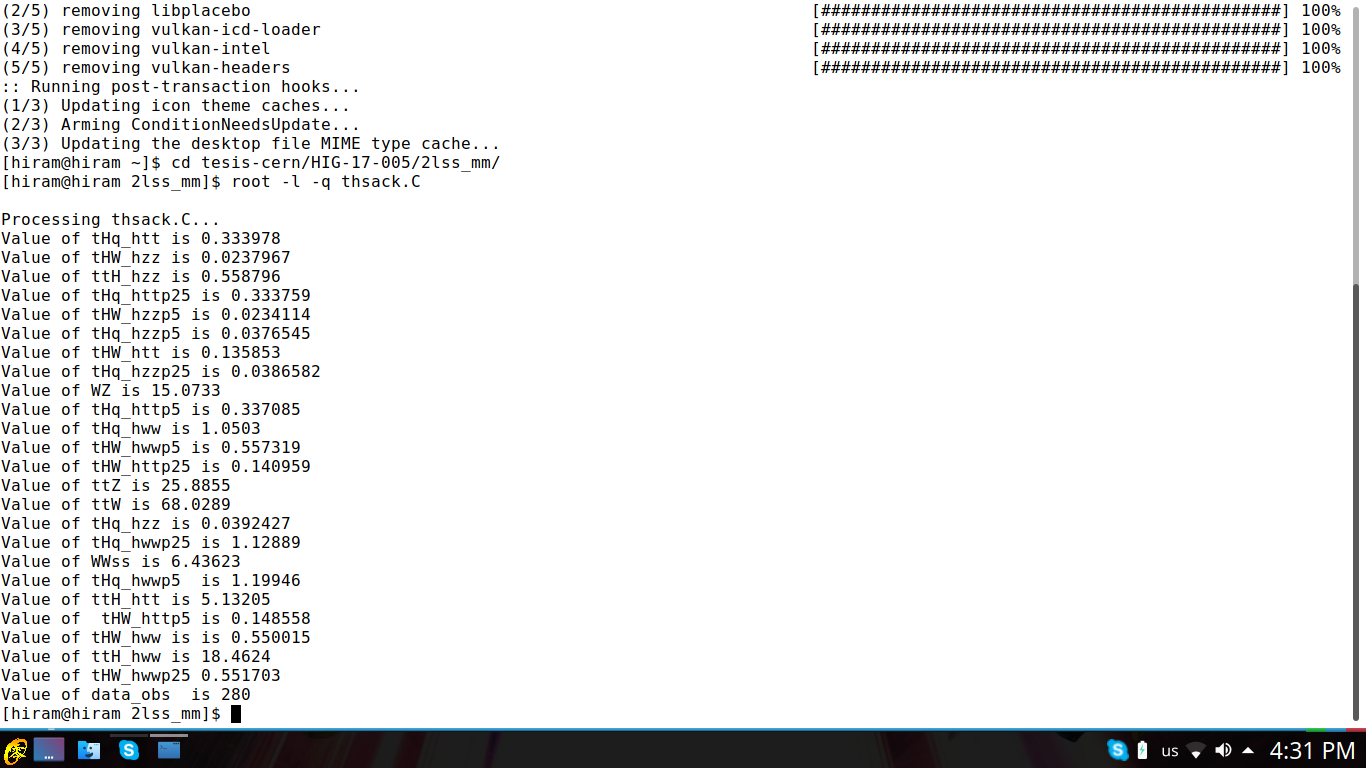 (2/5) removing libplacebo [##############################################] 100%
(3/5) removing vulkan-icd-loader [##############################################] 100%
(4/5) removing vulkan-intel [##############################################] 100%
(5/5) removing vulkan-headers [##############################################] 100%
:: Running post-transaction hooks...
(1/3) Updating icon theme caches...
(2/3) Arming ConditionNeedsUpdate...
(3/3) Updating the desktop file MIME type cache...
[hiram@hiram ~]$ cd tesis-cern/HIG-17-005/2lss_mm/
[hiram@hiram 2lss_mm]$ root -l -q thsack.C
Processing thsack.C...
Value of tHq_htt is 0.333978
Value of tHW_hzz is 0.0237967
Value of ttH_hzz is 0.558796
Value of tHq_http25 is 0.333759
Value of tHW_hzzp5 is 0.0234114
Value of tHq_hzzp5 is 0.0376545
Value of tHW_htt is 0.135853
Value of tHq_hzzp25 is 0.0386582
Value of WZ is 15.0733
Value of tHq_http5 is 0.337085
Value of tHq_hww is 1.0503
Value of tHW_hwwp5 is 0.557319
Value of tHW_http25 is 0.140959
Value of ttZ is 25.8855
Value of ttW is 68.0289
Value of tHq_hzz is 0.0392427
Value of tHq_hwwp25 is 1.12889
Value of WWss is 6.43623
Value of tHq_hwwp5  is 1.19946
Value of ttH_htt is 5.13205
Value of  tHW_http5 is 0.148558
Value of tHW_hww is is 0.550015
Value of ttH_hww is 18.4624
Value of tHW_hwwp25 0.551703
Value of data_obs  is 280
[hiram@hiram 2lss_mm]$
us 4:31 PM